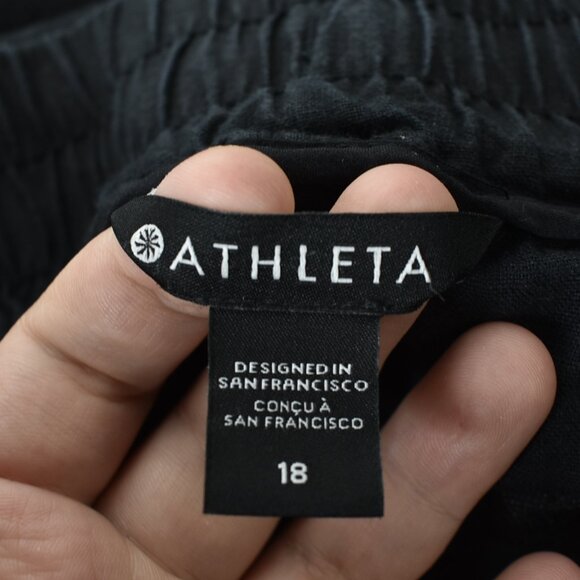 ATHLETA
DESIGNED IN
SAN FRANCISCO
CONÇU À
SAN FRANCISCO
18